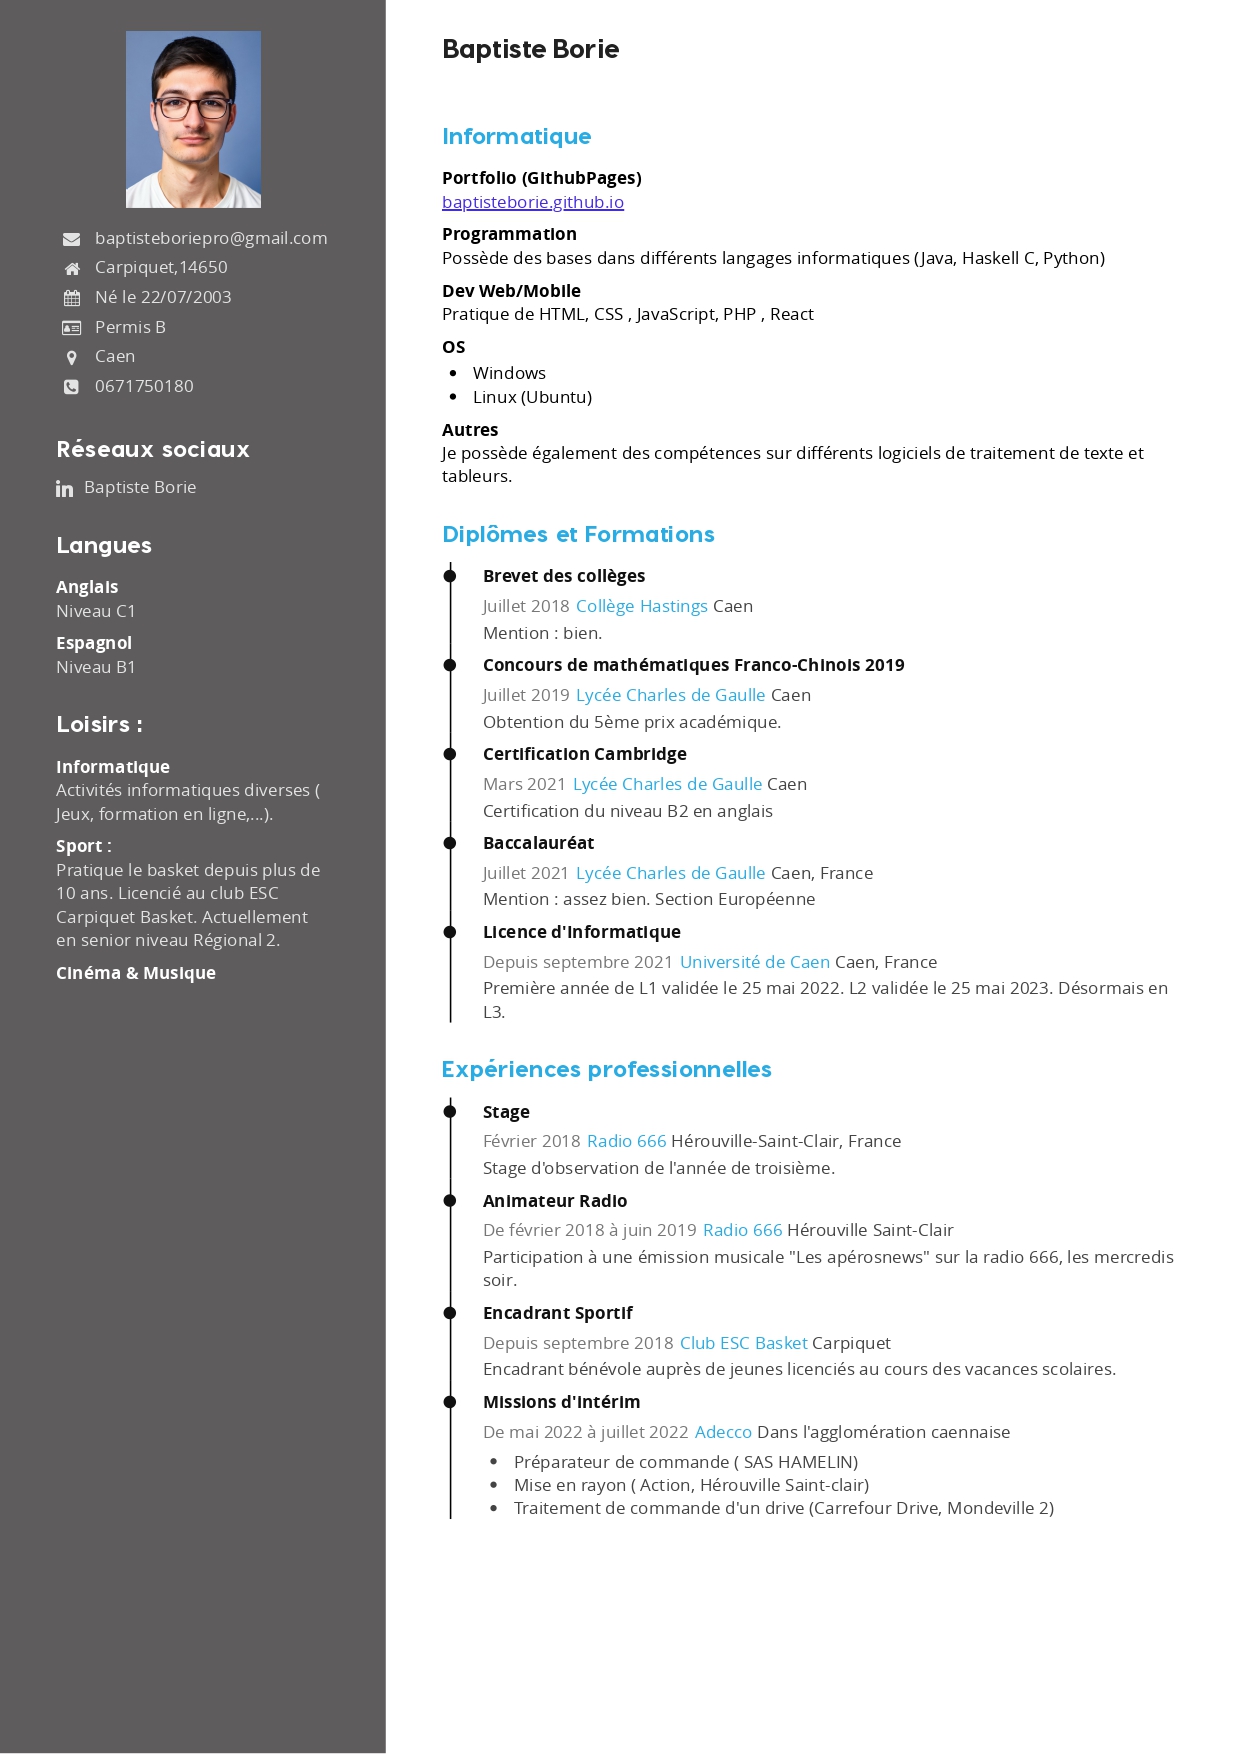 baptisteboriepro@gmail.com
Carpiquet,14650
Né le 22/07/2003
Permis B
Caen
0671750180
Réseaux sociaux
in Baptiste Borie
Langues
Anglais
Niveau C1
Espagnol
Niveau B1
Loisirs :
Informatique
Activités informatiques diverses (
Jeux, formation en ligne,...).
Sport :
Pratique le basket depuis plus de
10 ans. Licencié au club ESC
Carpiquet Basket. Actuellement
en senior niveau Régional 2.
Cinéma & Musique
Baptiste Borie
Informatique
Portfolio (GithubPages)
baptisteborie.github.io
Programmation
Possède des bases dans différents langages informatiques (Java, Haskell C, Python)
Dev Web/Mobile
Pratique de HTML, CSS , JavaScript, PHP , React
OS
• Windows
• Linux (Ubuntu)
Autres
Je possède également des compétences sur différents logiciels de traitement de texte et
tableurs.
Diplômes et Formations
Brevet des collèges
Juillet 2018 Collège Hastings Caen
Mention : bien.
Concours de mathématiques Franco-Chinois 2019
Juillet 2019 Lycée Charles de Gaulle Caen
Obtention du 5ème prix académique.
Certification Cambridge
Mars 2021 Lycée Charles de Gaulle Caen
Certification du niveau B2 en anglais
Baccalauréat
Juillet 2021 Lycée Charles de Gaulle Caen, France
Mention : assez bien. Section Européenne
Licence d'Informatique
Depuis septembre 2021 Université de Caen Caen, France
Première année de L1 validée le 25 mai 2022. L2 validée le 25 mai 2023. Désormais en
L3.
Expériences professionnelles
Stage
Février 2018 Radio 666 Hérouville-Saint-Clair, France
Stage d'observation de l'année de troisième.
Animateur Radio
De février 2018 à juin 2019 Radio 666 Hérouville Saint-Clair
Participation à une émission musicale "Les apérosnews" sur la radio 666, les mercredis
soir.
Encadrant Sportif
Depuis septembre 2018 Club ESC Basket Carpiquet
Encadrant bénévole auprès de jeunes licenciés au cours des vacances scolaires.
Missions d'intérim
De mai 2022 à juillet 2022 Adecco Dans l'agglomération caennaise
• Préparateur de commande ( SAS HAMELIN)
• Mise en rayon ( Action, Hérouville Saint-clair)
• Traitement de commande d'un drive (Carrefour Drive, Mondeville 2)